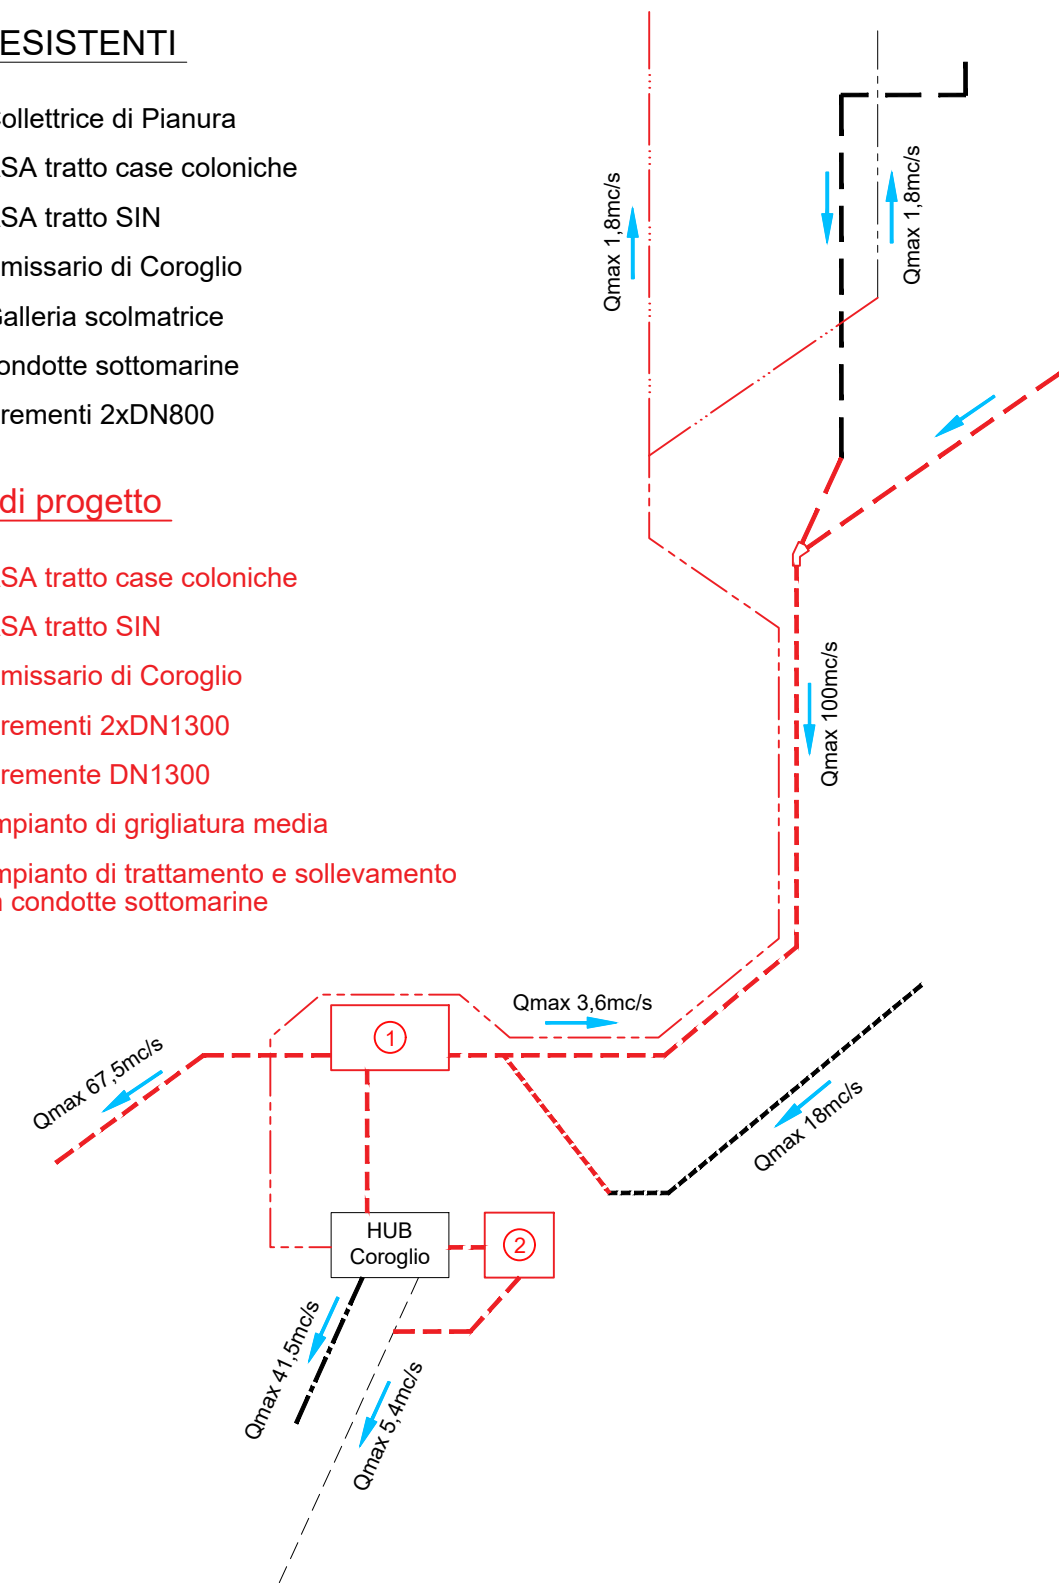 ESISTENTI
ollettrice di Pianura
SA tratto case coloniche
SA tratto SIN
missario di Coroglio
alleria scolmatrice
ondotte sottomarine
rementi 2xDN800
di progetto
SA tratto case coloniche
SA tratto SIN
missario di Coroglio
rementi 2xDN1300
remente DN1300
mpianto di grigliatura media
mpianto di trattamento e sollevamento
condotte sottomarine
Qmax 1,8mc/s
Qmax 1,8mc/s
Qmax 100mc/s
Qmax 3,6mc/s
1
Qmax 67,5mc/s
Qmax 18mc/s
HUB
Coroglio
2
Qmax 41,5mc/s
Qmax 5,4mc/s